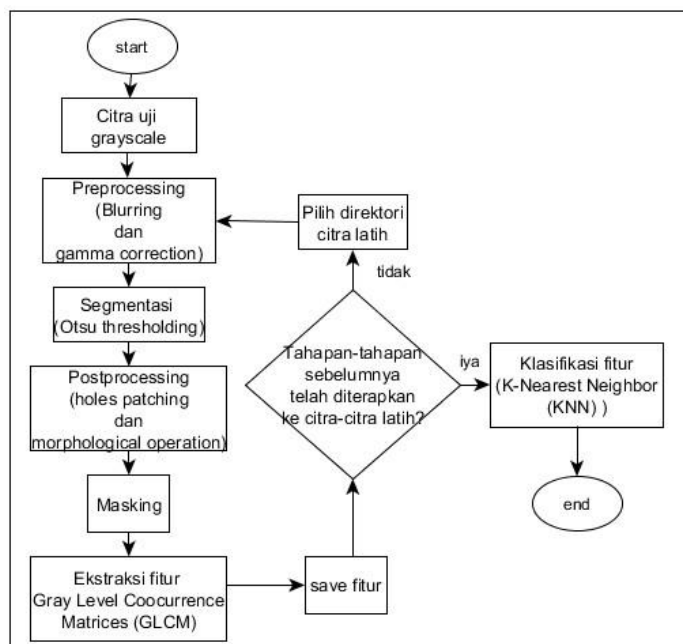 start
Citra uji
grayscale
Preprocessing
(Blurring
dan
gamma correction)
Segmentasi
(Otsu thresholding)
Postprocessing
(holes patching
dan
morphological operation)
Masking
Ekstraksi fitur
Gray Level Coocurrence
Matrices (GLCM)
save fitur
Tahapan-tahapan
sebelumnya
telah diterapkan
ke citra-citra latih?
tidak
Pilih direktori
citra latih
iya
Klasifikasi fitur
(K-Nearest Neighbor
(KNN) )
end